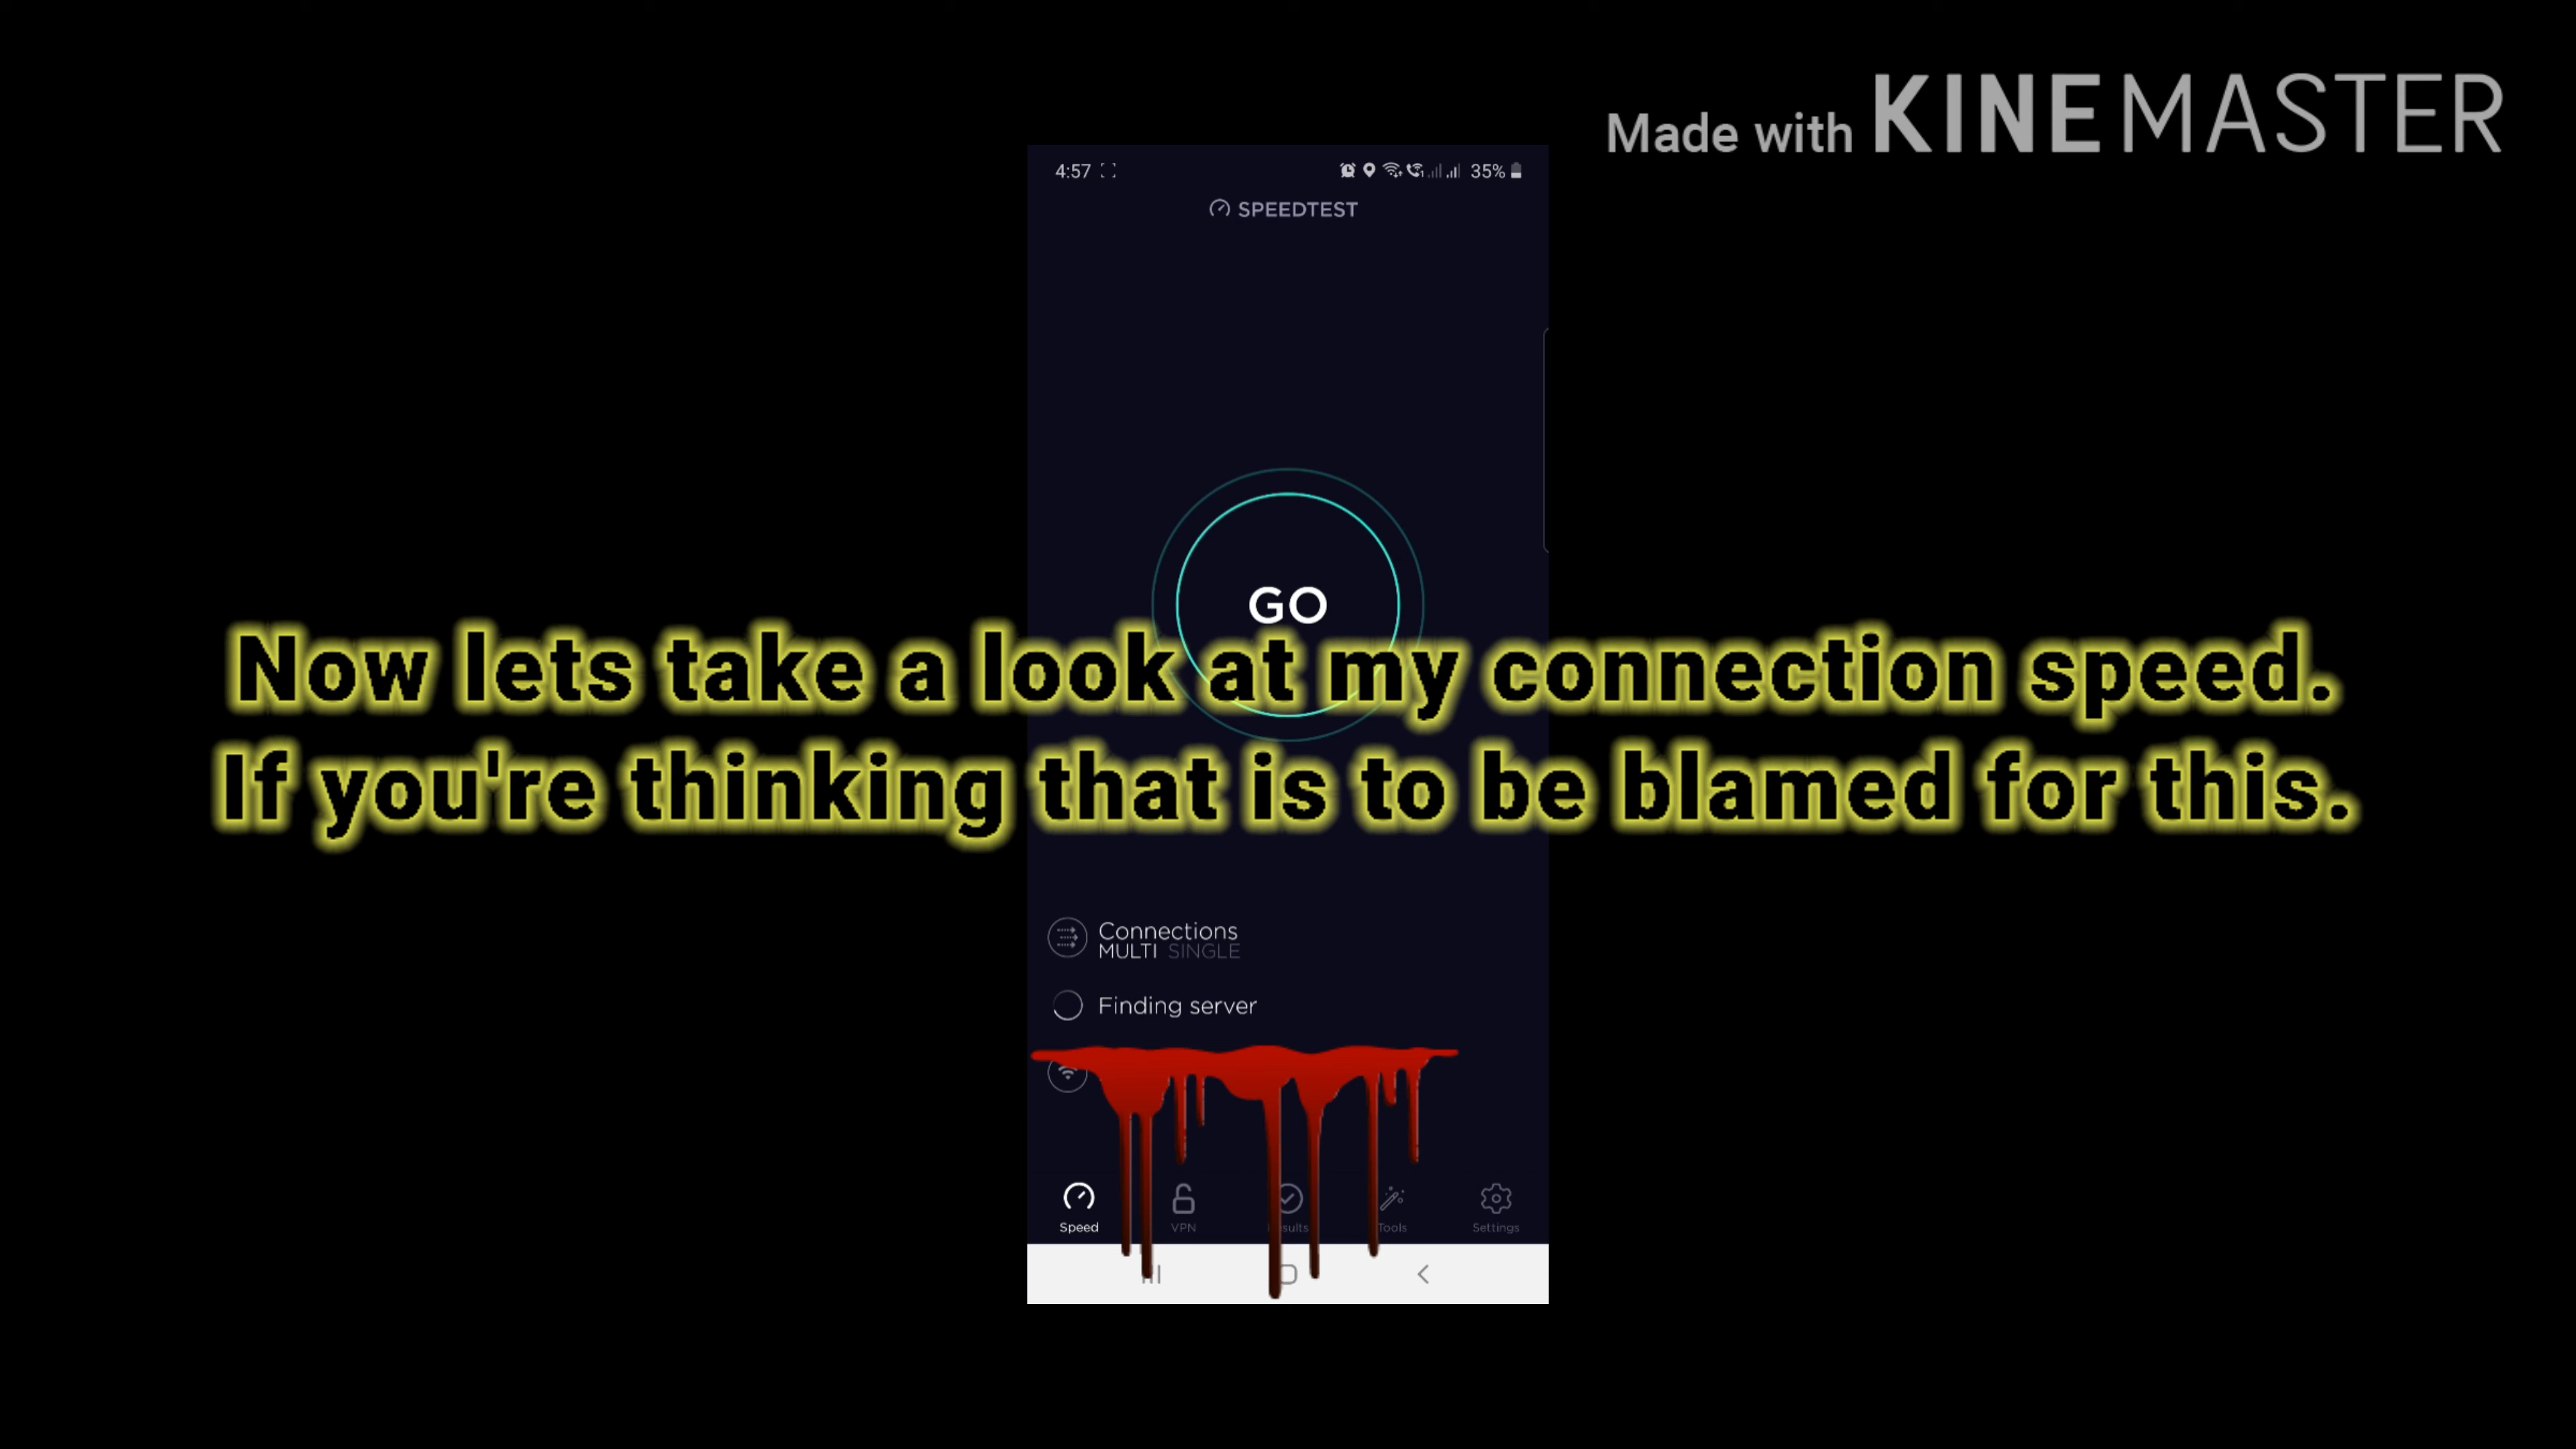 Made with KINEMASTER
4:57
35%
SPEEDTEST
GO
Now lets take a look at my connection speed.
If you're thinking that is to be blamed for this.
Connections
MULTI SINGLE
Finding server
Speed
VPN
Tools
Settings